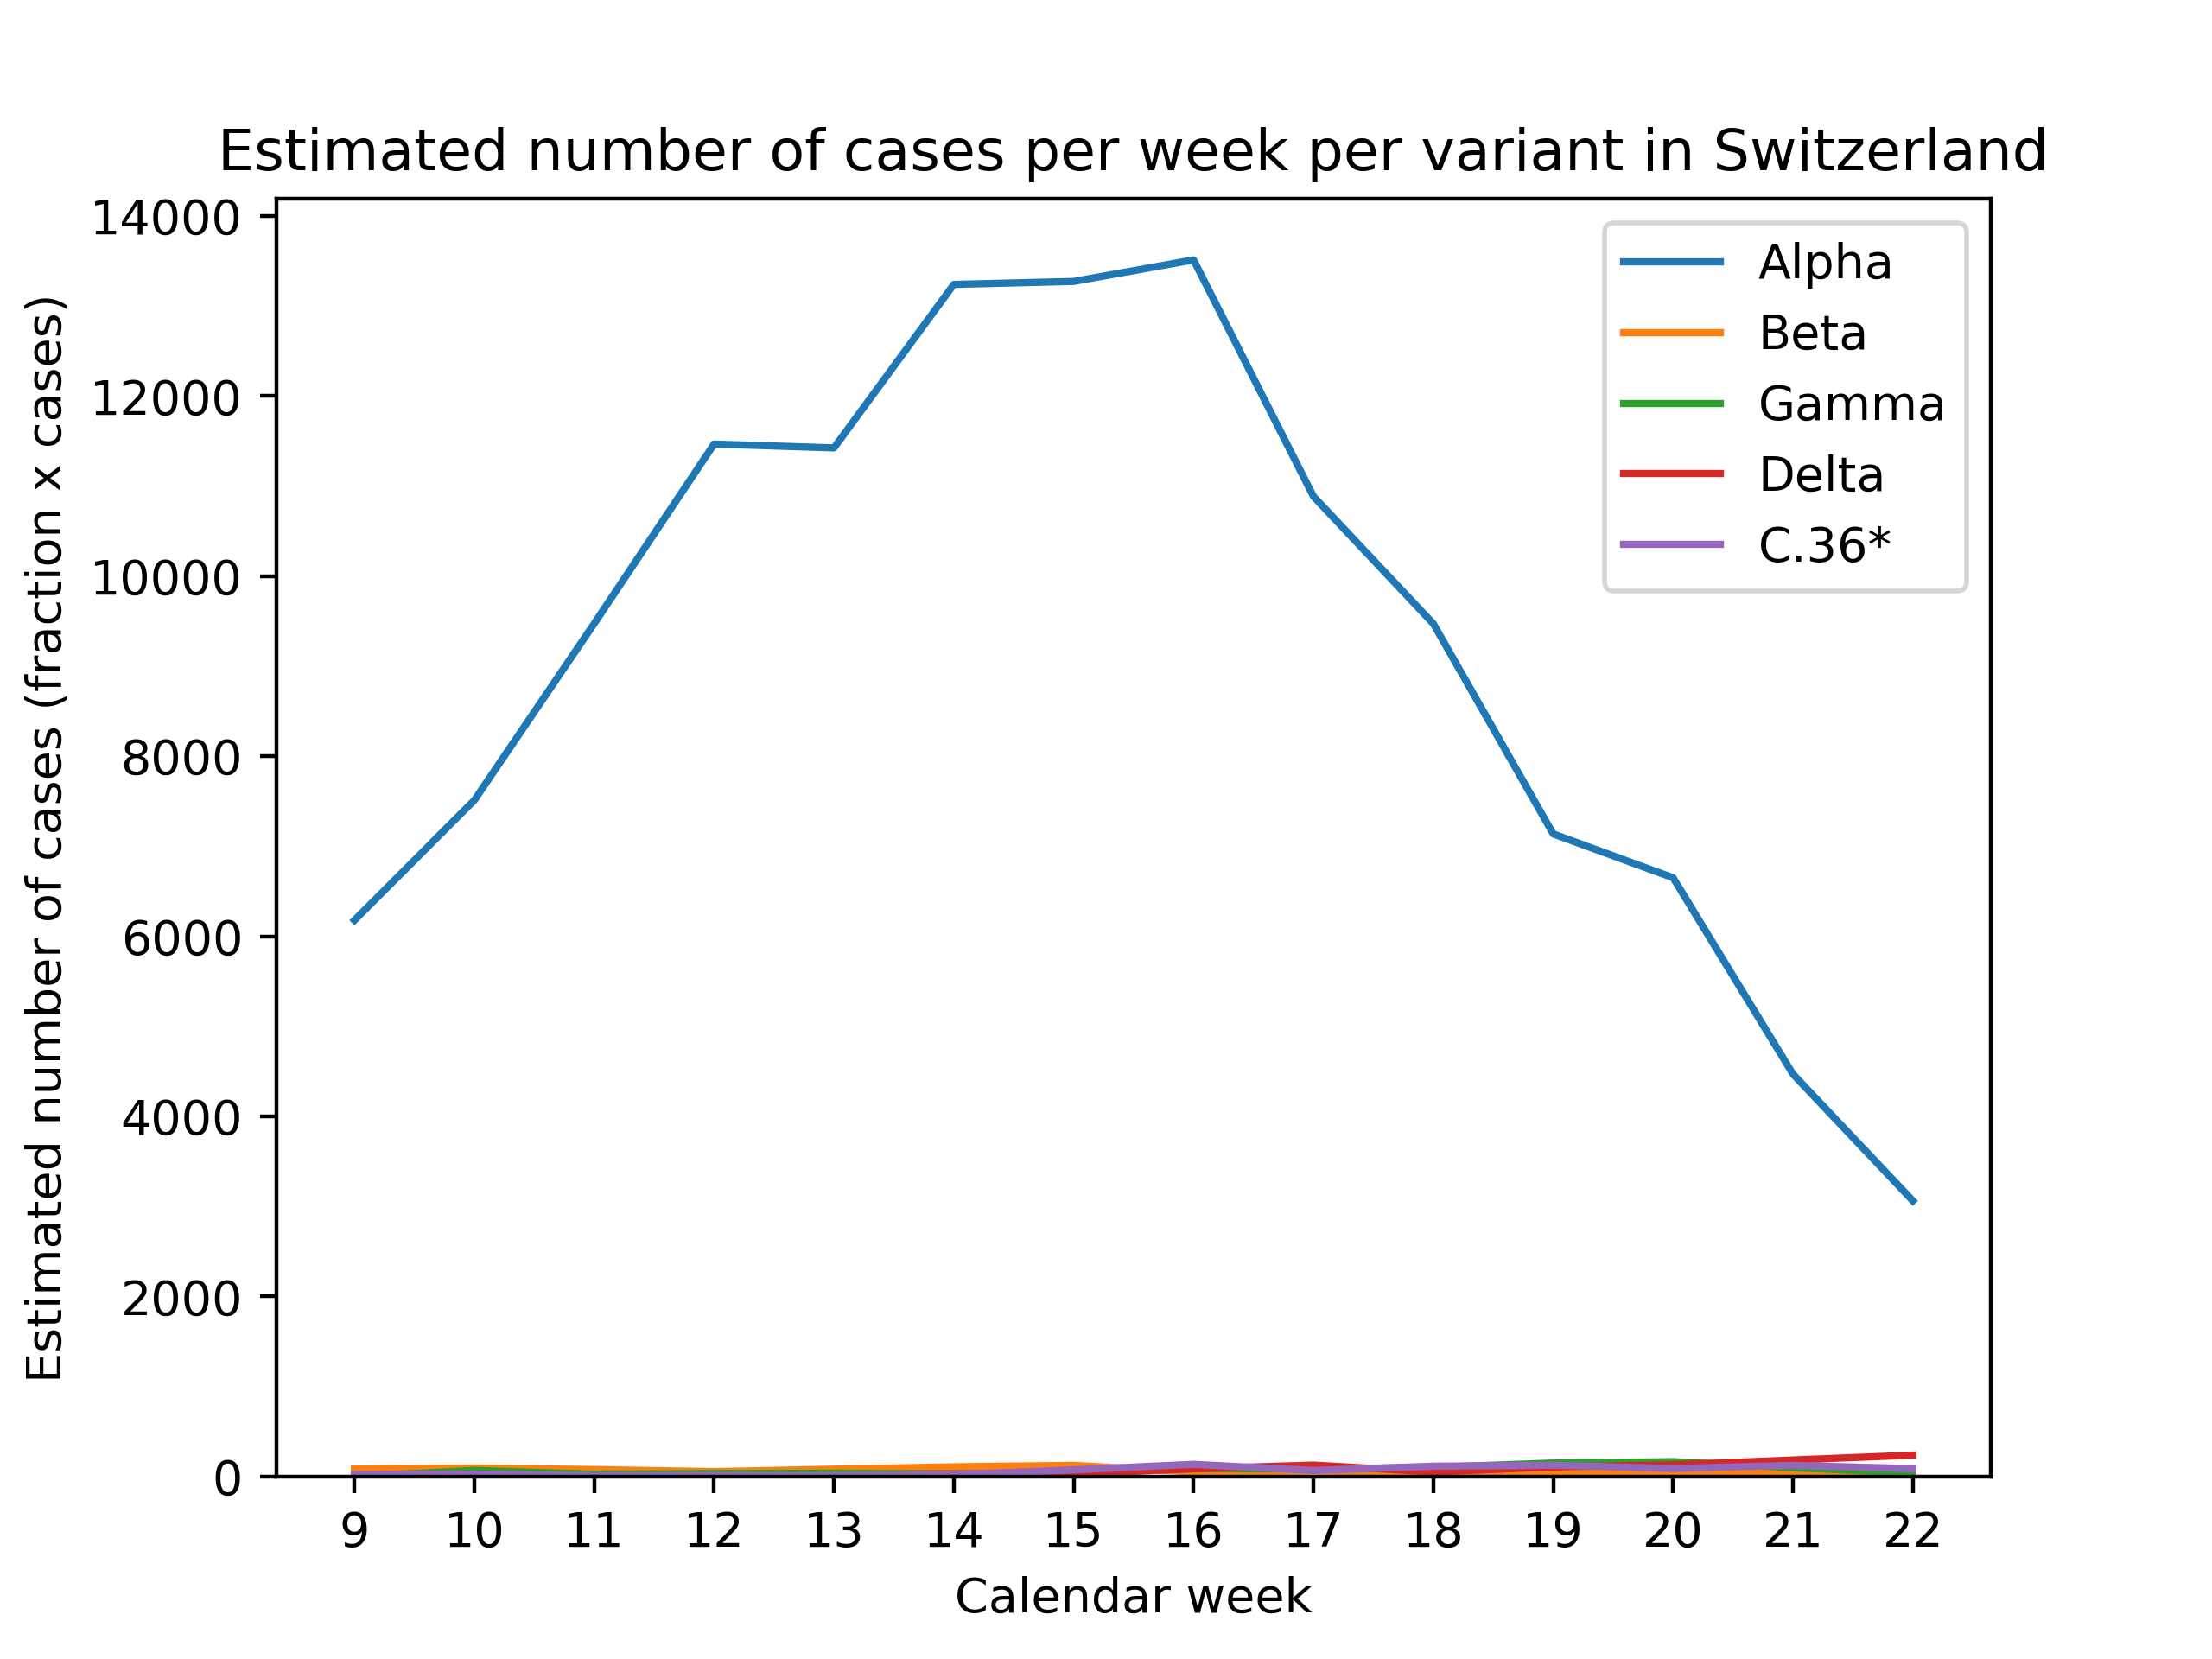 Estimated number of cases per week per variant in Switzerland
14000
12000
10000
8000
6000
4000
2000
0
Estimated number of cases (fraction x cases)
Alpha
Beta
Gamma
Delta
C.36*
9 10 11 12 13 14 15 16 17 18 19 20 21 22
Calendar week